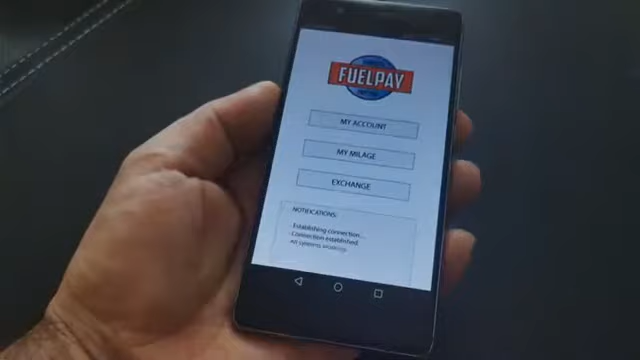 FUELPAY
MY ACCOUNT
MY MILAGE
EXCHANGE
NOTIFICATIONS:
- Establishing connection...
- Connection established.
- All systems working.